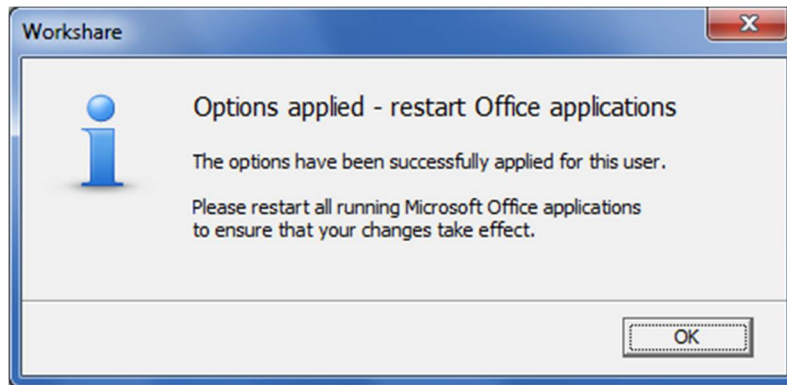 Workshare
Options applied - restart Office applications
The options have been successfully applied for this user.
Please restart all running Microsoft Office applications
to ensure that your changes take effect.
OK